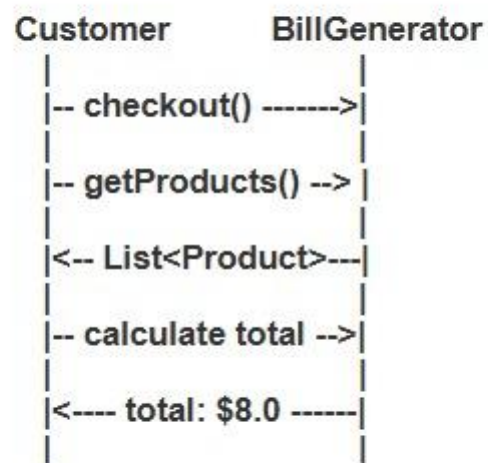 Customer BillGenerator
|-- checkout() ------->|
|-- getProducts() --> |
|<-- List<Product>---|
|-- calculate total -->|
|<---- total: $8.0 ------|